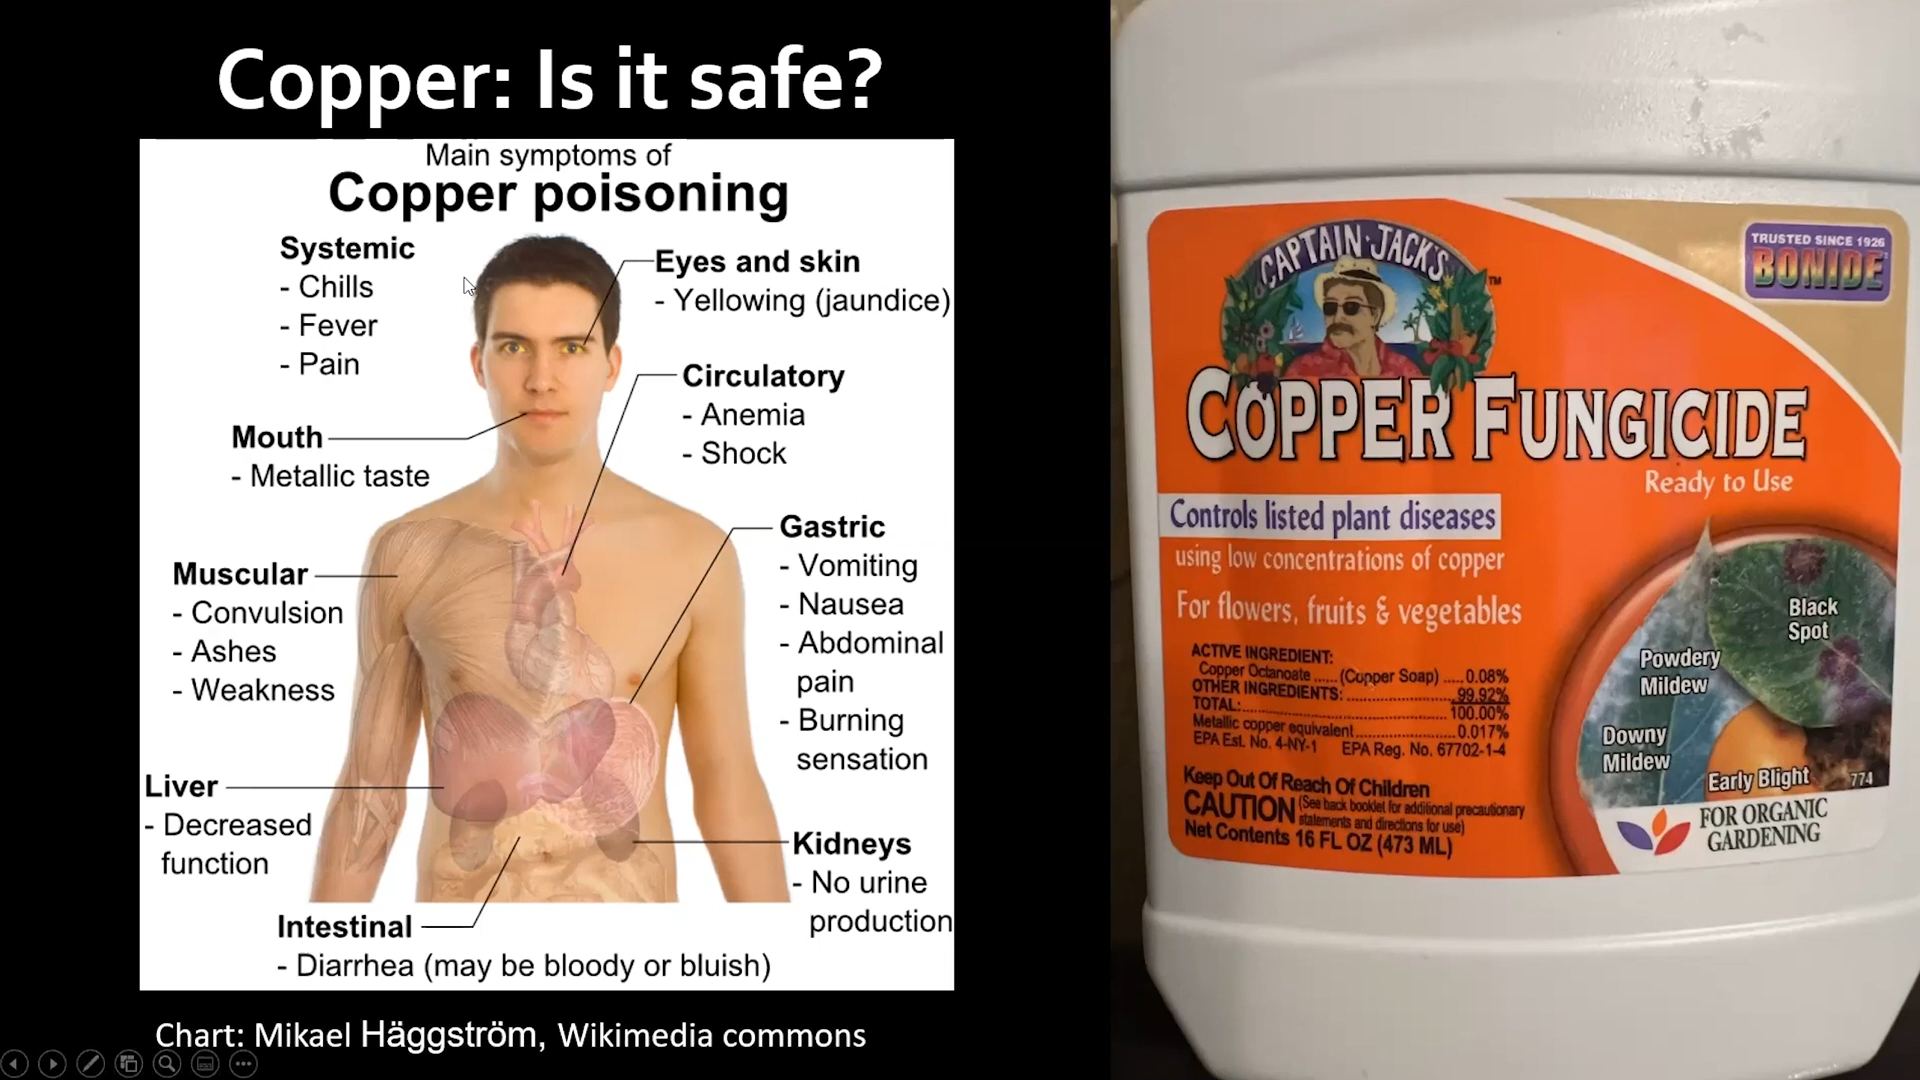 Copper: Is it safe?
Main symptoms of
Copper poisoning
Systemic
- Chills
- Fever
- Pain
Mouth
- Metallic taste
Muscular
- Convulsion
- Ashes
- Weakness
Liver
- Decreased
function
Intestinal
- Diarrhea (may be bloody or bluish)
Eyes and skin
- Yellowing (jaundice)
Circulatory
- Anemia
- Shock
Gastric
- Vomiting
- Nausea
- Abdominal
pain
- Burning
sensation
Kidneys
- No urine
production
Chart: Mikael Häggström, Wikimedia commons
TRUSTED SINCE 1926
BONIDE
CAPTAIN·JACK'S™
COPPER FUNGICIDE
Ready to Use
Controls listed plant diseases
using low concentrations of copper
For flowers, fruits & vegetables
ACTIVE INGREDIENT:
Copper Octanoate ..... (Copper Soap) ..... 0.08%
OTHER INGREDIENTS: ..................... 99.92%
TOTAL:..................... 100.00%
Metallic copper equivalent ..................... 0.017%
EPA Est. No. 4-NY-1 EPA Reg. No. 67702-1-4
Keep Out Of Reach Of Children
CAUTION (See back booklet for additional precautionary
statements and directions for use)
Net Contents 16 FL OZ (473 ML)
Black
Spot
Powdery
Mildew
Downy
Mildew
Early Blight
774
FOR ORGANIC
GARDENING